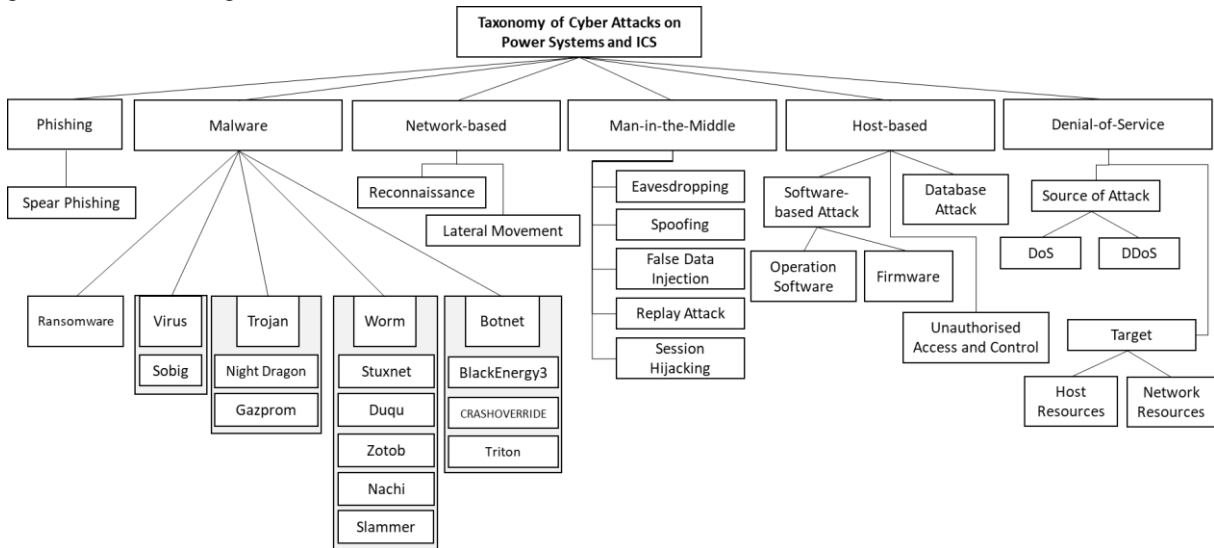 Taxonomy of Cyber Attacks on
Power Systems and ICS
Phishing
Malware
Network-based
Man-in-the-Middle
Host-based
Denial-of-Service
Spear Phishing
Reconnaissance
Lateral Movement
Eavesdropping
Spoofing
False Data
Injection
Replay Attack
Session
Hijacking
Software-
based Attack
Database
Attack
Operation
Software
Firmware
Unauthorised
Access and Control
Source of Attack
DoS
DDoS
Target
Host
Resources
Network
Resources
Ransomware
Virus
Sobig
Trojan
Night Dragon
Gazprom
Worm
Stuxnet
Duqu
Zotob
Nachi
Slammer
Botnet
BlackEnergy3
CRASHOVERRIDE
Triton